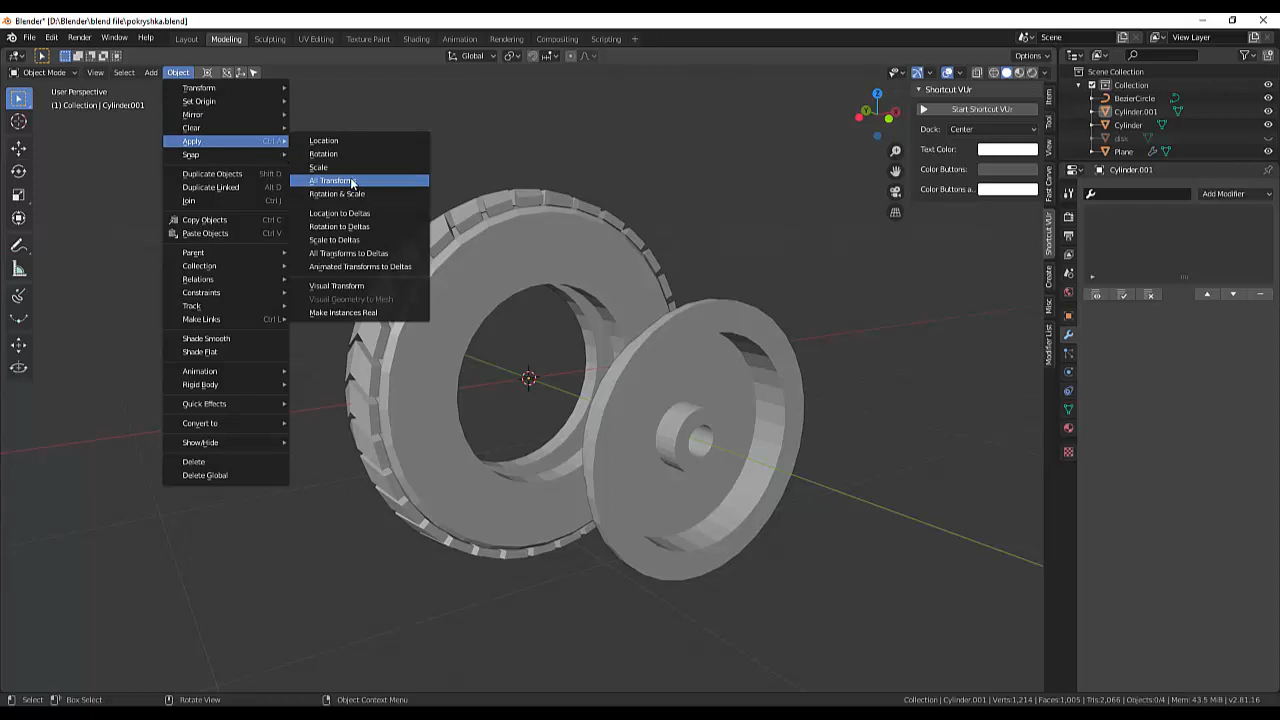 Blender* [D:\Blender\blend file\pokryshka.blend]
File Edit Render Window Help
Layout Modeling Sculpting UV Editing Texture Paint Shading Animation Rendering Compositing Scripting +
Scene
View Layer
Global
Options
Object Mode View Select Add Object
User Perspective
(1) Collection | Cylinder.001
Transform
Set Origin
Mirror
Clear
Apply Ctrl A
Snap
Duplicate Objects Shift D
Duplicate Linked Alt D
Join Ctrl J
Copy Objects Ctrl C
Paste Objects Ctrl V
Parent
Collection
Relations
Constraints
Track
Make Links Ctrl L
Shade Smooth
Shade Flat
Animation
Rigid Body
Quick Effects
Convert to
Show/Hide
Delete
Delete Global
Location
Rotation
Scale
All Transforms
Rotation & Scale
Location to Deltas
Rotation to Deltas
Scale to Deltas
All Transforms to Deltas
Animated Transforms to Deltas
Visual Transform
Visual Geometry to Mesh
Make Instances Real
Z
Y
Shortcut VUr
Start Shortcut VUr
Dock: Center
Text Color:
Color Buttons:
Color Buttons a..
Item
Tool
View
Fast Carve
Shortcut VUr
Create
Misc
Modifier List
Scene Collection
Collection
BezierCircle
Cylinder.001
Cylinder
disk
Plane
Cylinder.001
Add Modifier
Select Box Select Rotate View Object Context Menu
Collection | Cylinder.001 | Verts:1,214 | Faces:1,005 | Tris:2,066 | Objects:0/4 | Mem: 43.5 MiB | v2.81.16